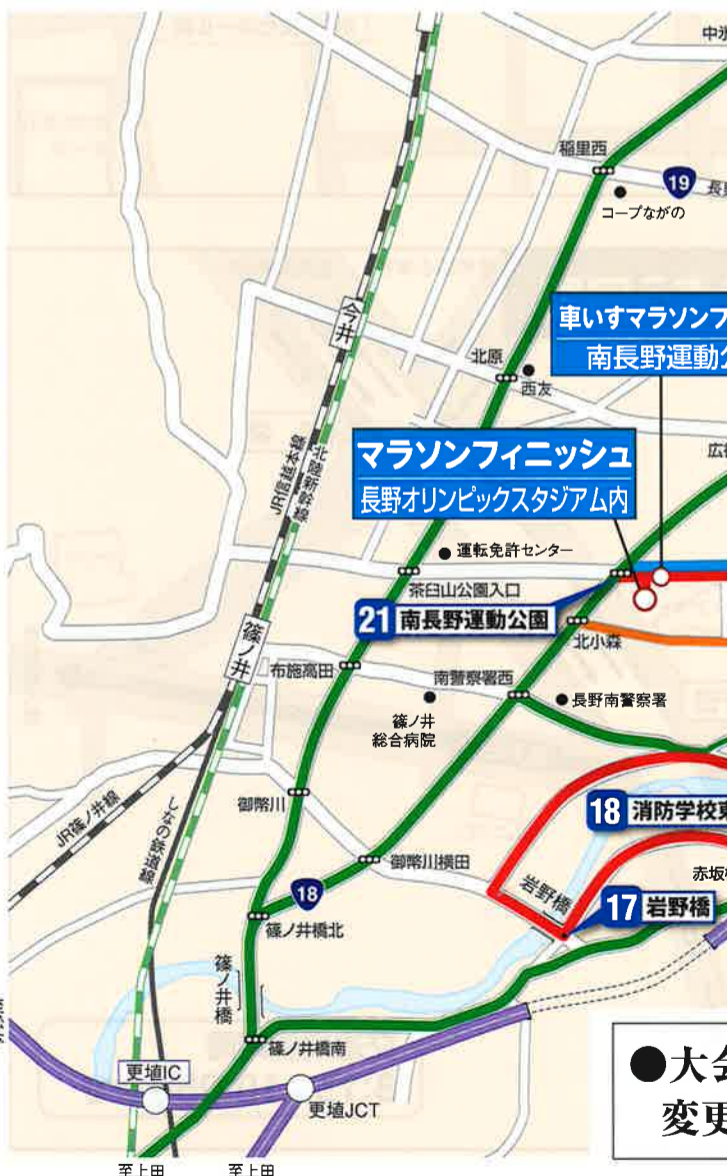 中氷
稲里西
19
長野
コープながの
車いすマラソンフ
南長野運動公
今井
北原
西友
JR信越本線
北陸新幹線
マラソンフィニッシュ
長野オリンピックスタジアム内
広
運転免許センター
茶臼山公園入口
21 南長野運動公園
篠ノ井
北小森
布施高田
南警察署西
長野南警察署
篠ノ井
総合病院
御幣川
18 消防学校東
JR篠ノ井線
しなの鉄道線
御幣川横田
赤坂
岩野橋
18
17 岩野橋
篠ノ井橋北
篠ノ井橋
篠ノ井橋南
●大会
変更
更埴IC
更埴JCT
至上田
至上田